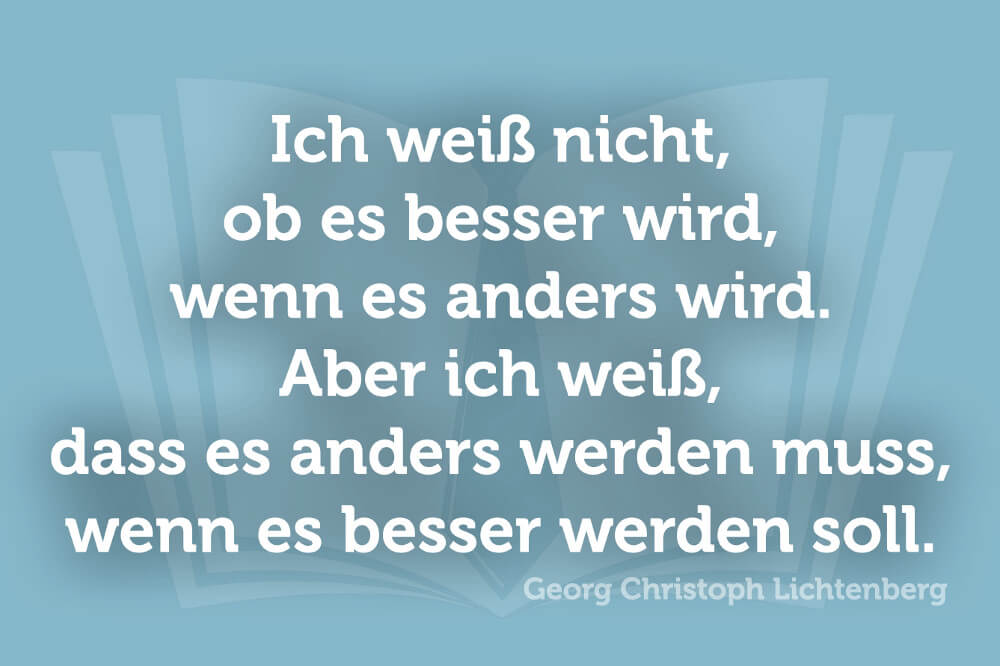 Ich weiß nicht,
ob es besser wird,
wenn es anders wird.
Aber ich weiß,
dass es anders werden muss,
wenn es besser werden soll.
Georg Christoph Lichtenberg